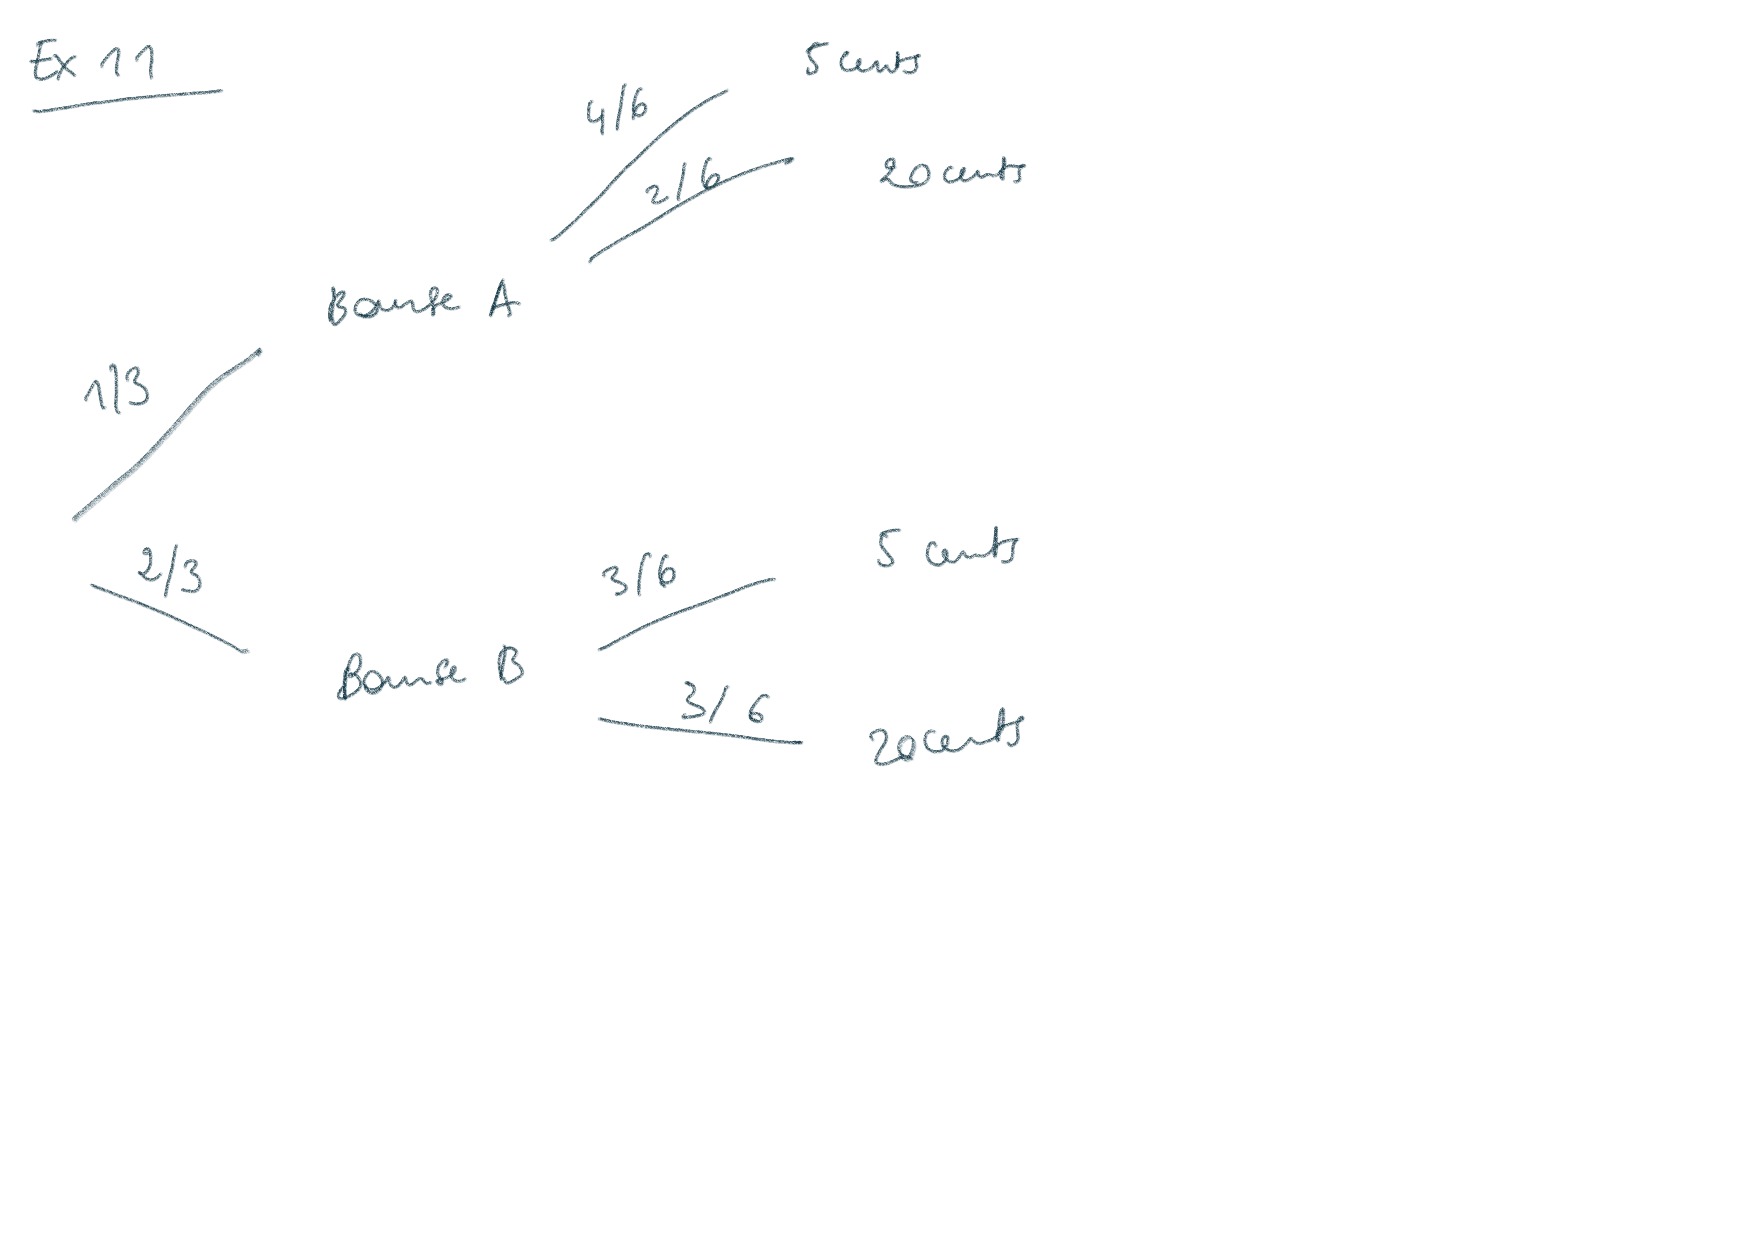 Ex 11
5 cents
4/6
2/6
20 cents
Bourse A
1/3
2/3
3/6
5 cents
Bourse B
3/6
20 cents